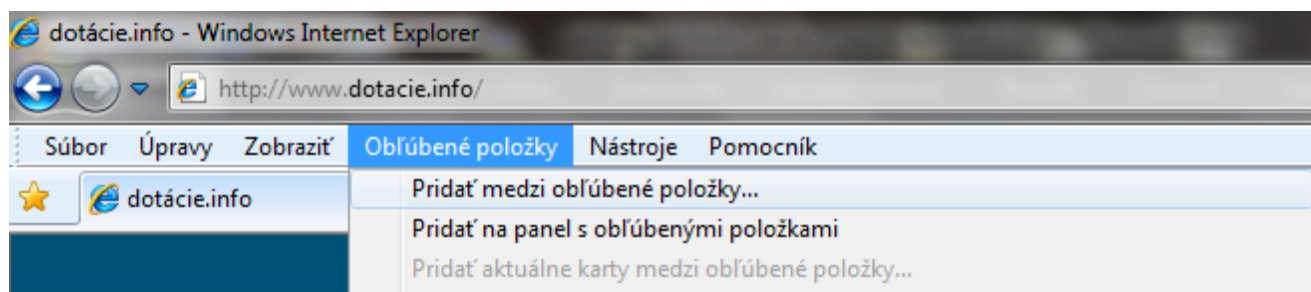 dotácie.info - Windows Internet Explorer
http://www.dotacie.info/
Súbor Úpravy Zobraziť Obľúbené položky Nástroje Pomocník
dotácie.info
Pridať medzi obľúbené položky...
Pridať na panel s obľúbenými položkami
Pridať aktuálne karty medzi obľúbené položky...